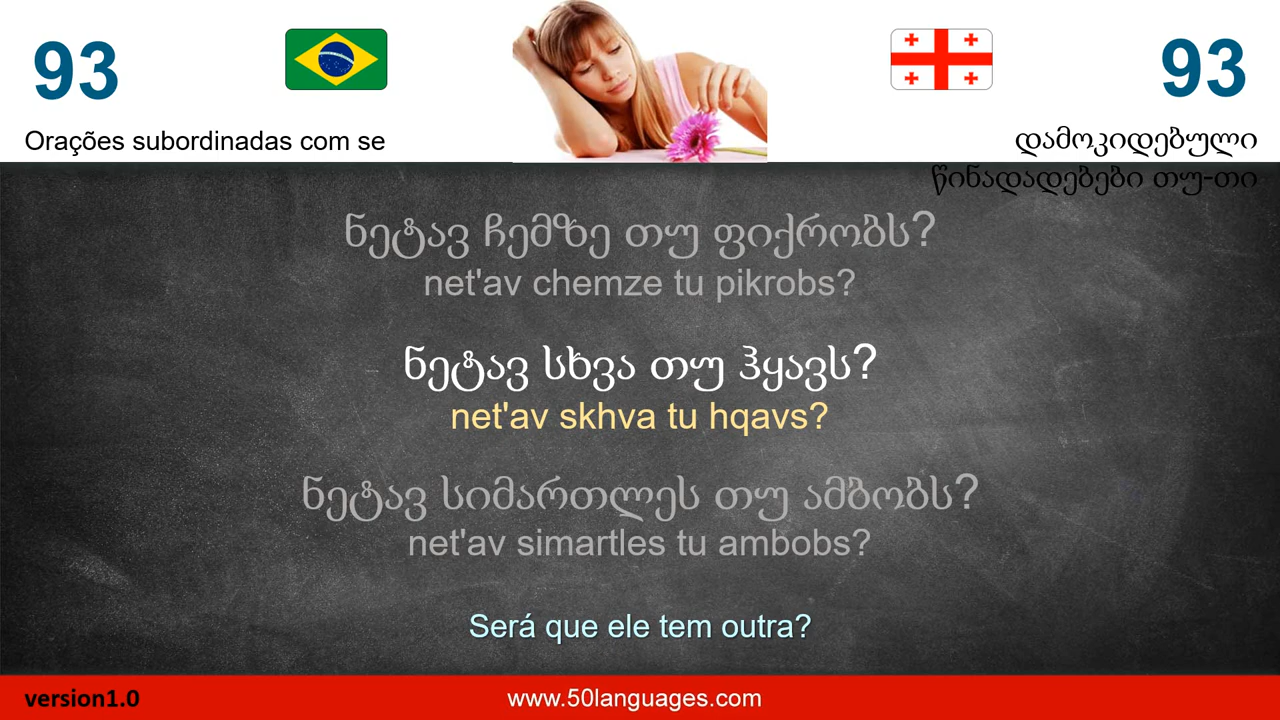 93
93
Orações subordinadas com se
დამოკიდებული
წინადადებები თუ-თი
ნეტავ ჩემზე თუ ფიქრობს?
net'av chemze tu pikrobs?
ნეტავ სხვა თუ ჰყავს?
net'av skhva tu hqavs?
ნეტავ სიმართლეს თუ ამბობს?
net'av simartles tu ambobs?
Será que ele tem outra?
version1.0
www.50languages.com